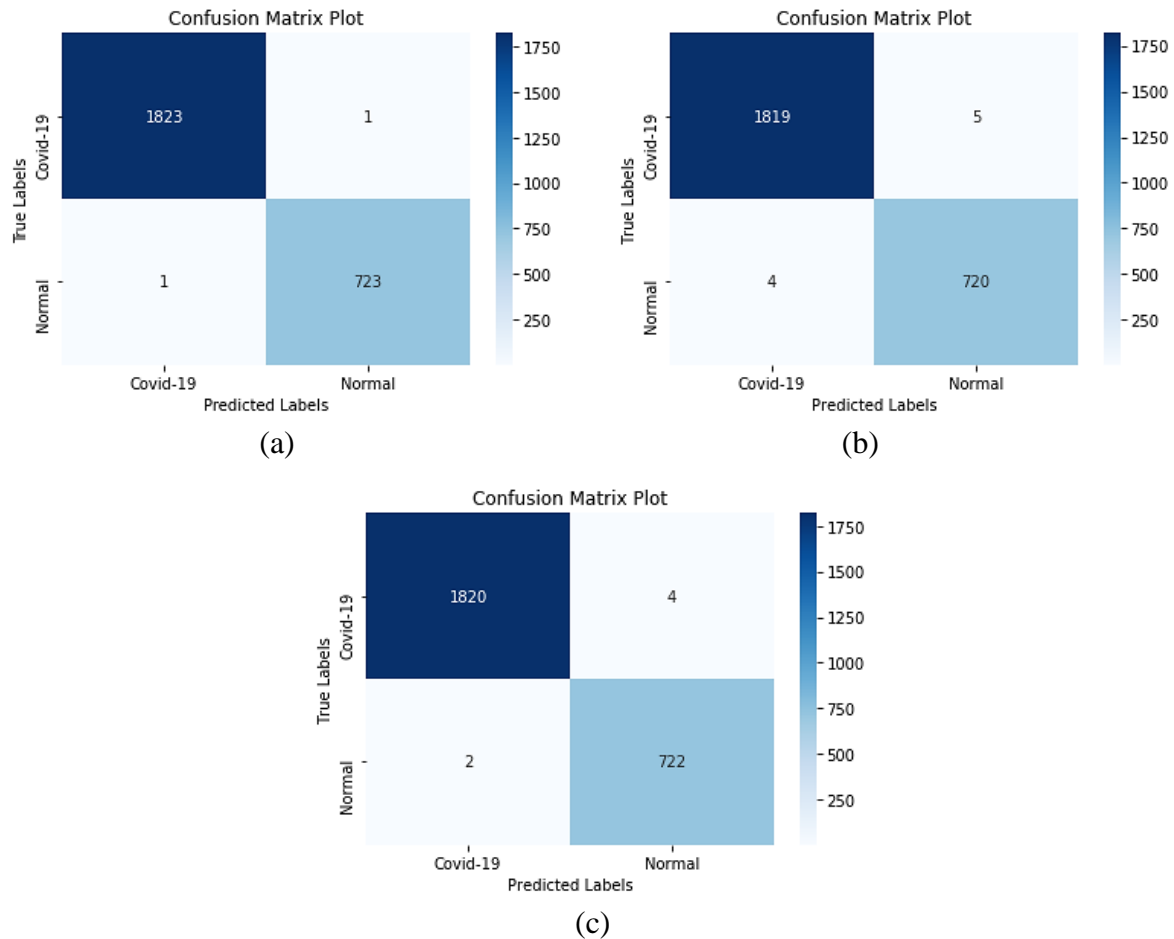 Confusion Matrix Plot
True Labels
Covid-19
Normal
1823 1
1 723
Covid-19 Normal
Predicted Labels
1750
1500
1250
1000
750
500
250
(a)
Confusion Matrix Plot
True Labels
Covid-19
Normal
1819 5
4 720
Covid-19 Normal
Predicted Labels
1750
1500
1250
1000
750
500
250
(b)
Confusion Matrix Plot
True Labels
Covid-19
Normal
1820 4
2 722
Covid-19 Normal
Predicted Labels
1750
1500
1250
1000
750
500
250
(c)